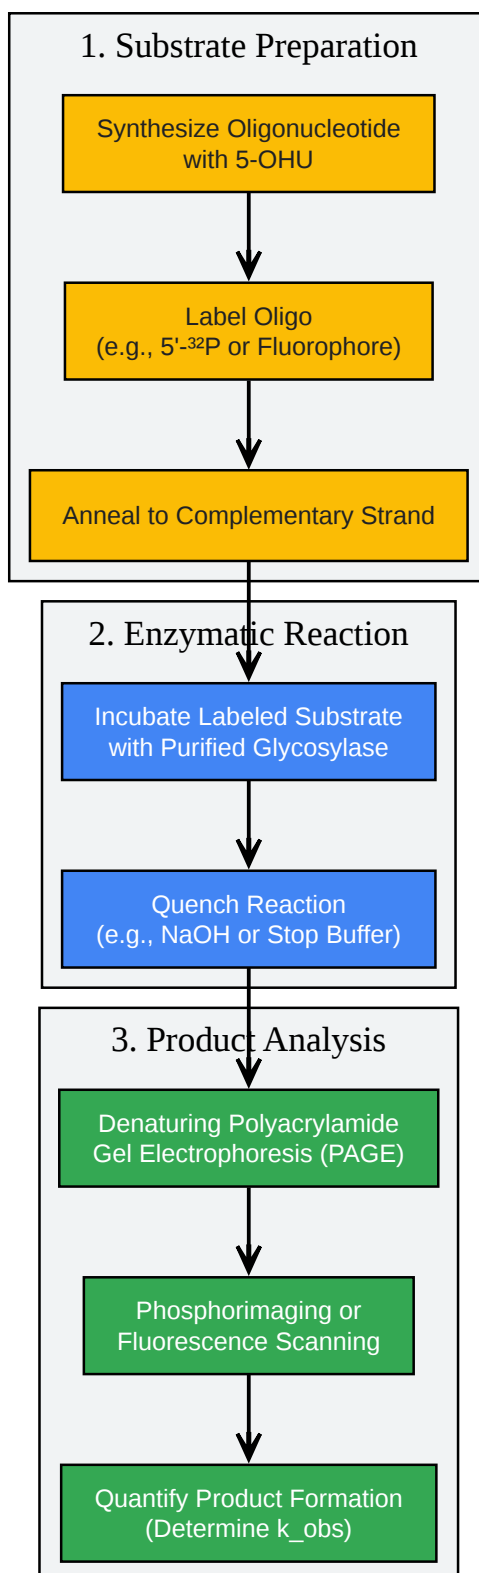 1. Substrate Preparation
Synthesize Oligonucleotide
with 5-OHU
Label Oligo
(e.g., 5'-³²P or Fluorophore)
Anneal to Complementary Strand
2. Enzymatic Reaction
Incubate Labeled Substrate
with Purified Glycosylase
Quench Reaction
(e.g., NaOH or Stop Buffer)
3. Product Analysis
Denaturing Polyacrylamide
Gel Electrophoresis (PAGE)
Phosphorimaging or
Fluorescence Scanning
Quantify Product Formation
(Determine k_obs)